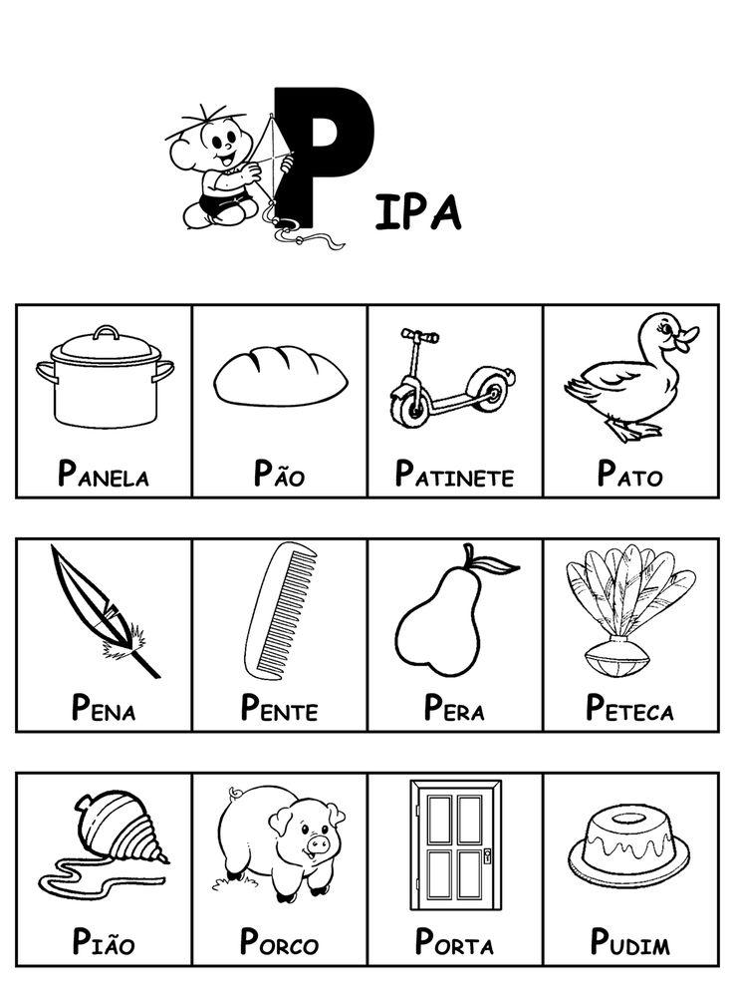 PIPA
PANELA PÃO PATINETE PATO
PENA PENTE PERA PETECA
PIÃO PORCO PORTA PUDIM